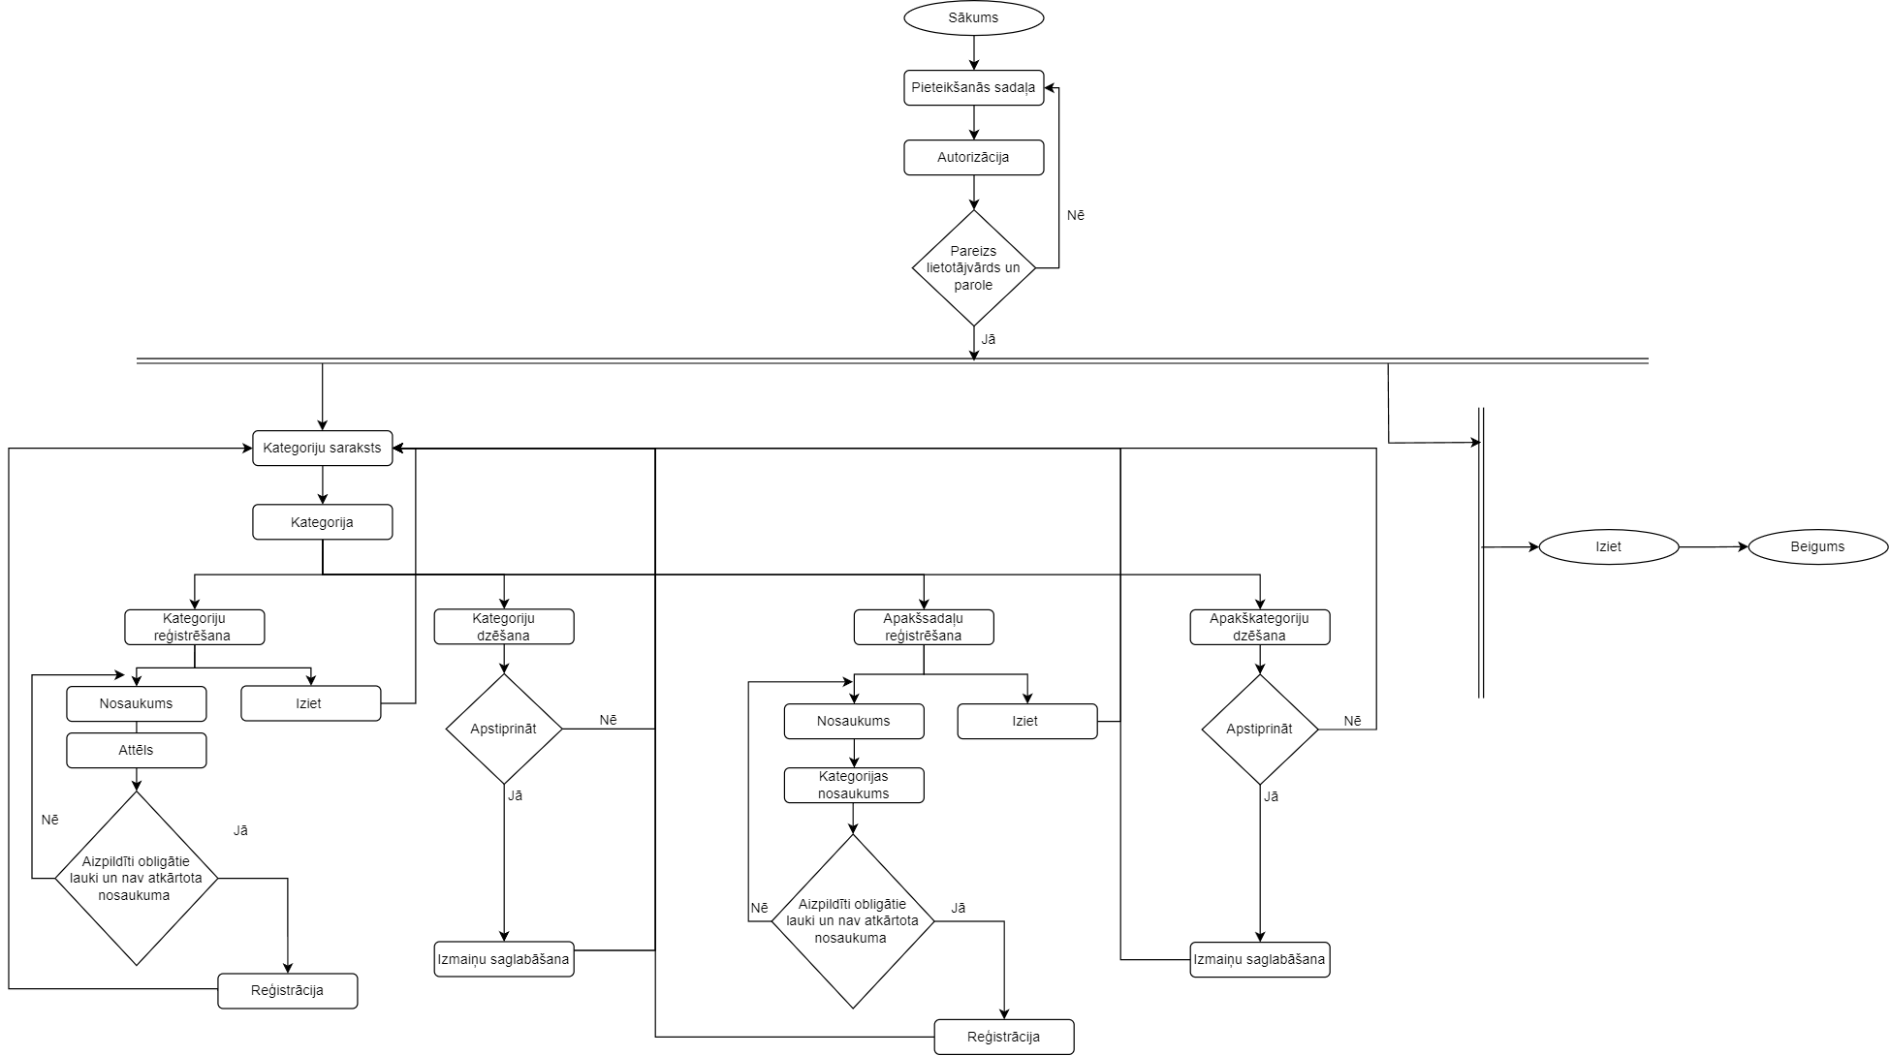 Sākums
Pieteikšanās sadaļa
Autorizācija
Nē
Pareizs
lietotājvārds un
parole
Jā
Kategoriju saraksts
Kategorija
Iziet
Beigums
Kategoriju
reģistrēšana
Kategoriju
dzēšana
Apakšsadaļu
reģistrēšana
Apakškategoriju
dzēšana
Nosaukums
Iziet
Attēls
Nē
Jā
Aizpildīti obligātie
lauki un nav atkārtota
nosaukuma
Reģistrācija
Apstiprināt
Nē
Jā
Izmaiņu saglabāšana
Nosaukums
Iziet
Kategorijas
nosaukums
Nē
Jā
Aizpildīti obligātie
lauki un nav atkārtota
nosaukuma
Reģistrācija
Apstiprināt
Nē
Jā
Izmaiņu saglabāšana